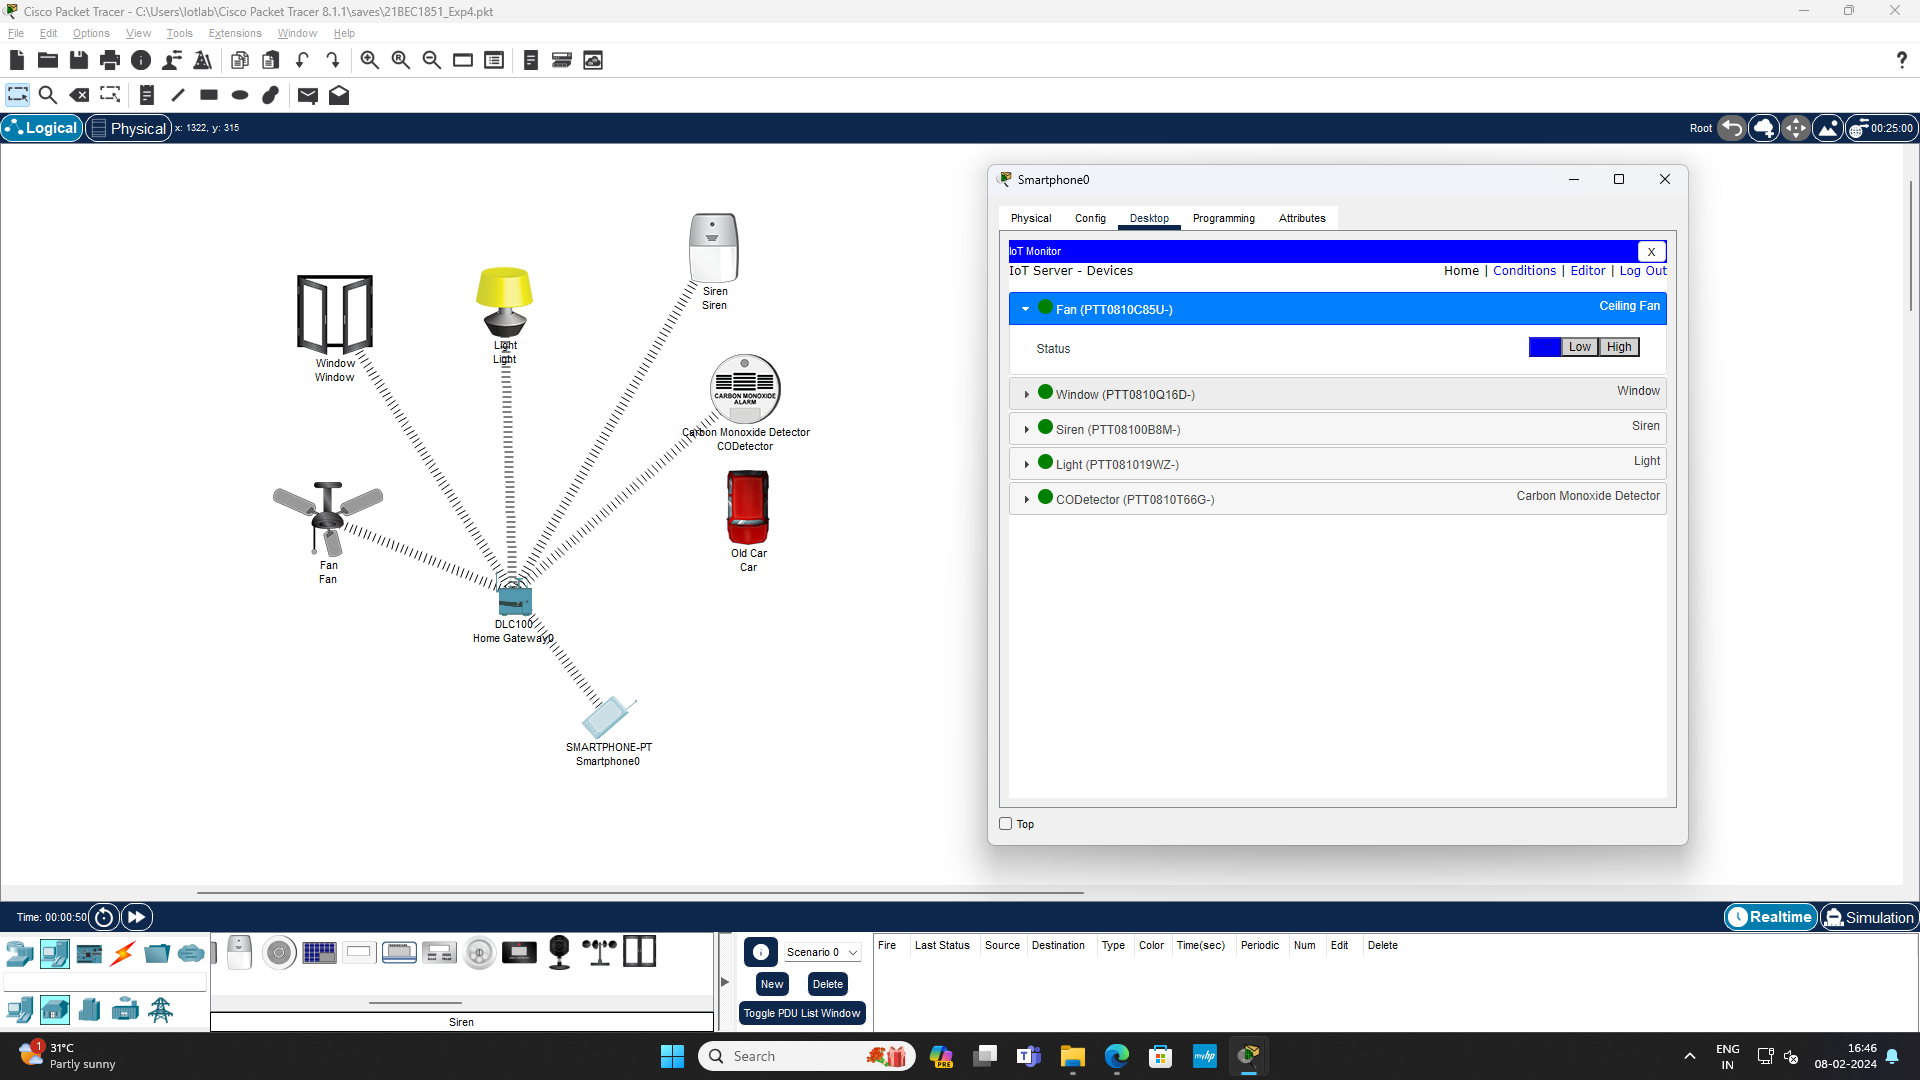 Cisco Packet Tracer - C:\Users\Iotlab\Cisco Packet Tracer 8.1.1\saves\21BEC1851_Exp4.pkt
File Edit Options View Tools Extensions Window Help
Logical Physical x: 1322, y: 315
Root 00:25:00
Siren
Siren
Window
Window
Light
Light
CARBON MONOXIDE
ALARM
Carbon Monoxide Detector
CODetector
Old Car
Car
Fan
Fan
DLC100
Home Gateway0
SMARTPHONE-PT
Smartphone0
Smartphone0
Physical Config Desktop Programming Attributes
IoT Monitor X
IoT Server - Devices Home | Conditions | Editor | Log Out
Fan (PTT0810C85U-) Ceiling Fan
Status Low High
Window (PTT0810Q16D-) Window
Siren (PTT08100B8M-) Siren
Light (PTT081019WZ-) Light
CODetector (PTT0810T66G-) Carbon Monoxide Detector
Top
Time: 00:00:50 Realtime Simulation
Scenario 0
New Delete
Toggle PDU List Window
Fire Last Status Source Destination Type Color Time(sec) Periodic Num Edit Delete
Siren
1
31°C
Partly sunny
Search
PRE
myhp
ENG
IN
16:46
08-02-2024